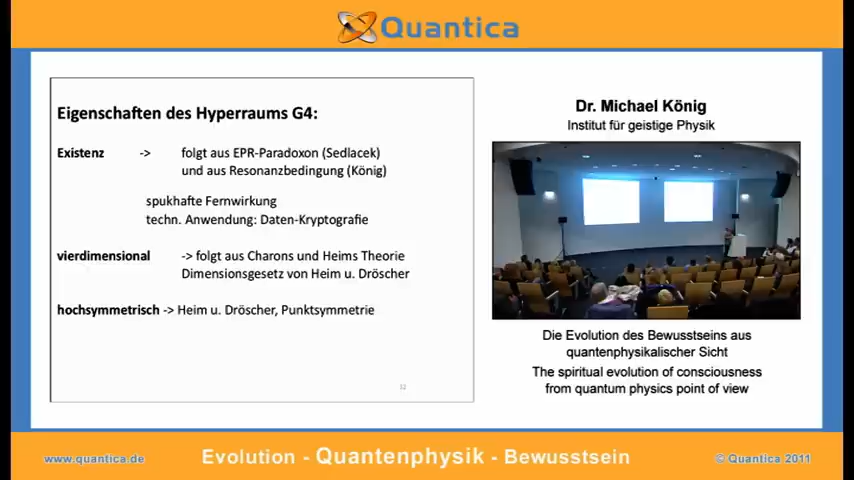 Quantica
Eigenschaften des Hyperraums G4:
Existenz -> folgt aus EPR-Paradoxon (Sedlacek)
und aus Resonanzbedingung (König)
spukhafte Fernwirkung
techn. Anwendung: Daten-Kryptografie
vierdimensional -> folgt aus Charons und Heims Theorie
Dimensionsgesetz von Heim u. Dröscher
hochsymmetrisch -> Heim u. Dröscher, Punktsymmetrie
32
Dr. Michael König
Institut für geistige Physik
Die Evolution des Bewusstseins aus
quantenphysikalischer Sicht
The spiritual evolution of consciousness
from quantum physics point of view
www.quantica.de
Evolution - Quantenphysik - Bewusstsein
© Quantica 2011